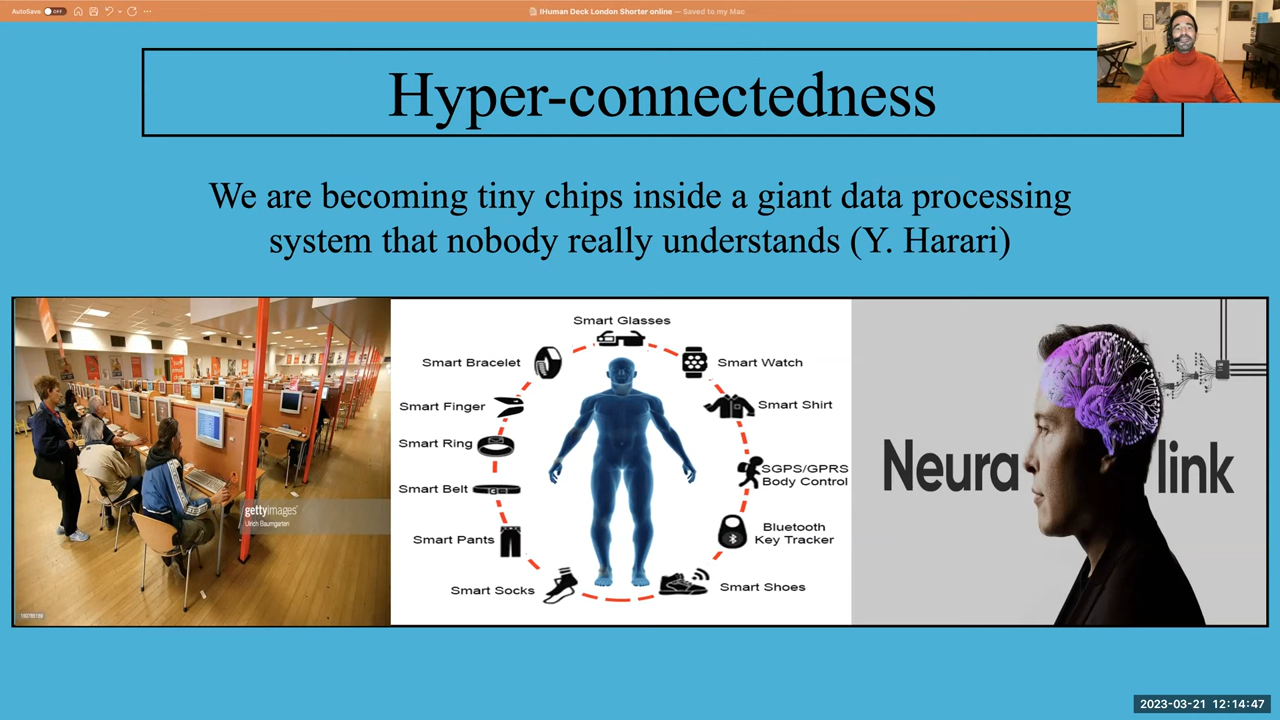 AutoSave OFF
IHuman Deck London Shorter online — Saved to my Mac
Hyper-connectedness
We are becoming tiny chips inside a giant data processing
system that nobody really understands (Y. Harari)
gettyimages
Ulrich Baumgarten
Smart Glasses
Smart Bracelet
Smart Watch
Smart Finger
Smart Shirt
Smart Ring
SGPS/GPRS
Body Control
Smart Belt
Bluetooth
Key Tracker
Smart Pants
Smart Socks
Smart Shoes
Neura link
2023-03-21 12:14:47